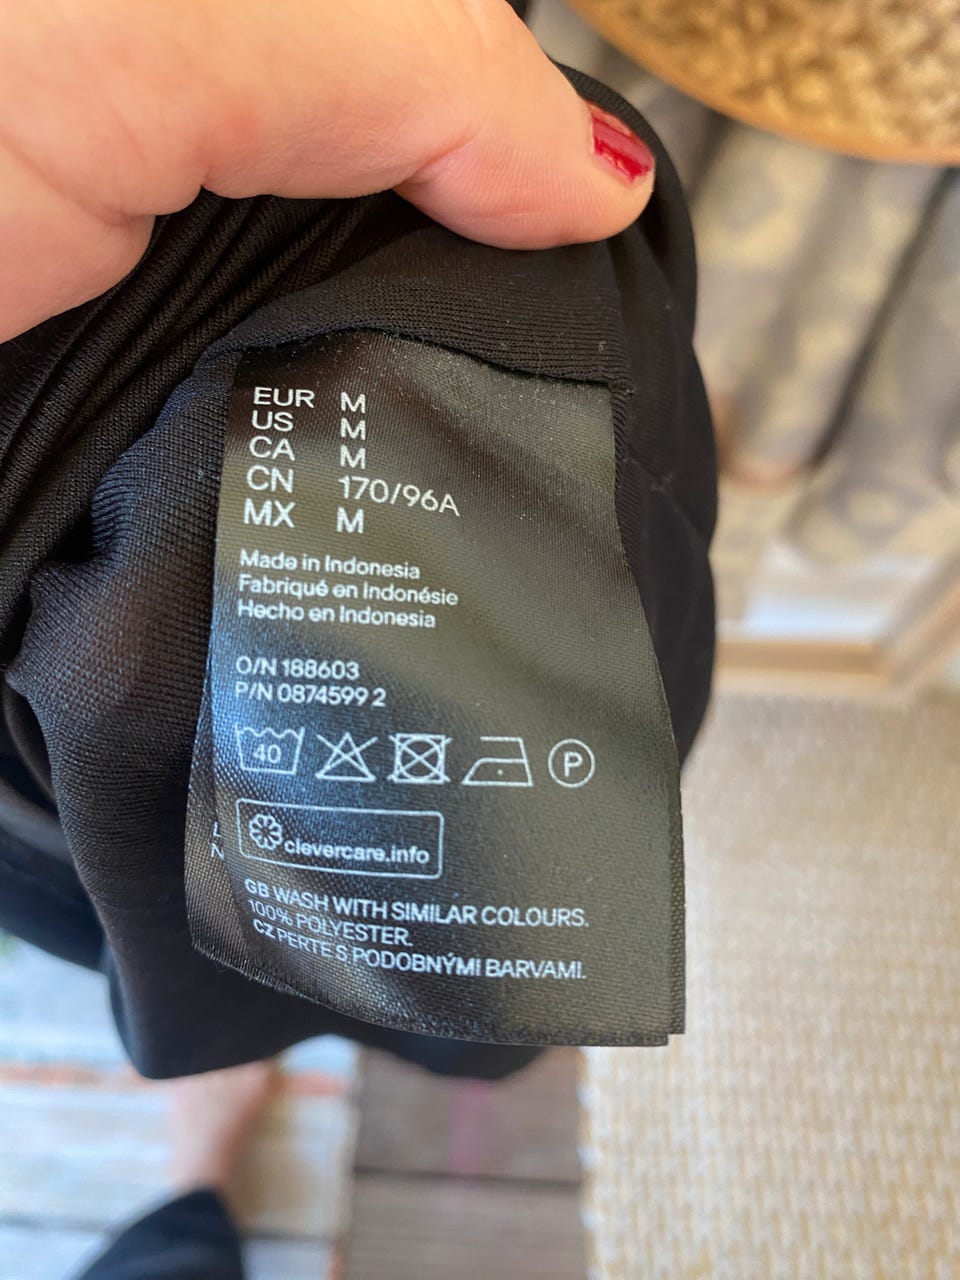 EUR M
US M
CA M
CN 170/96A
MX M
Made in Indonesia
Fabriqué en Indonésie
Hecho en Indonesia
O/N 188603
P/N 0874599 2
40 P
clevercare.info
L
N
GB WASH WITH SIMILAR COLOURS.
100% POLYESTER.
CZ PERTE S PODOBNÝMI BARVAMI.